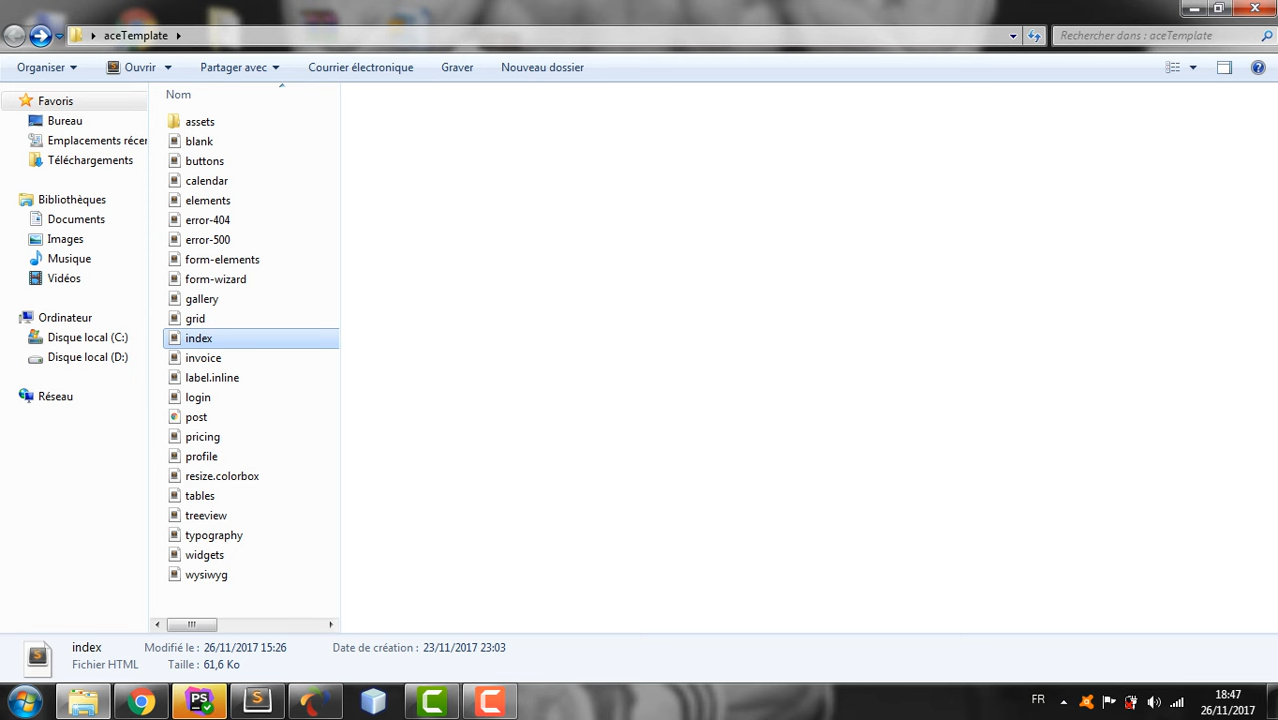 aceTemplate
Rechercher dans : aceTemplate
Organiser
Ouvrir
Partager avec
Courrier électronique
Graver
Nouveau dossier
Favoris
Bureau
Emplacements récer
Téléchargements
Bibliothèques
Documents
Images
Musique
Vidéos
Ordinateur
Disque local (C:)
Disque local (D:)
Réseau
Nom
assets
blank
buttons
calendar
elements
error-404
error-500
form-elements
form-wizard
gallery
grid
index
invoice
label.inline
login
post
pricing
profile
resize.colorbox
tables
treeview
typography
widgets
wysiwyg
index
Modifié le : 26/11/2017 15:26
Date de création : 23/11/2017 23:03
Fichier HTML
Taille : 61,6 Ko
PS
FR
18:47
26/11/2017